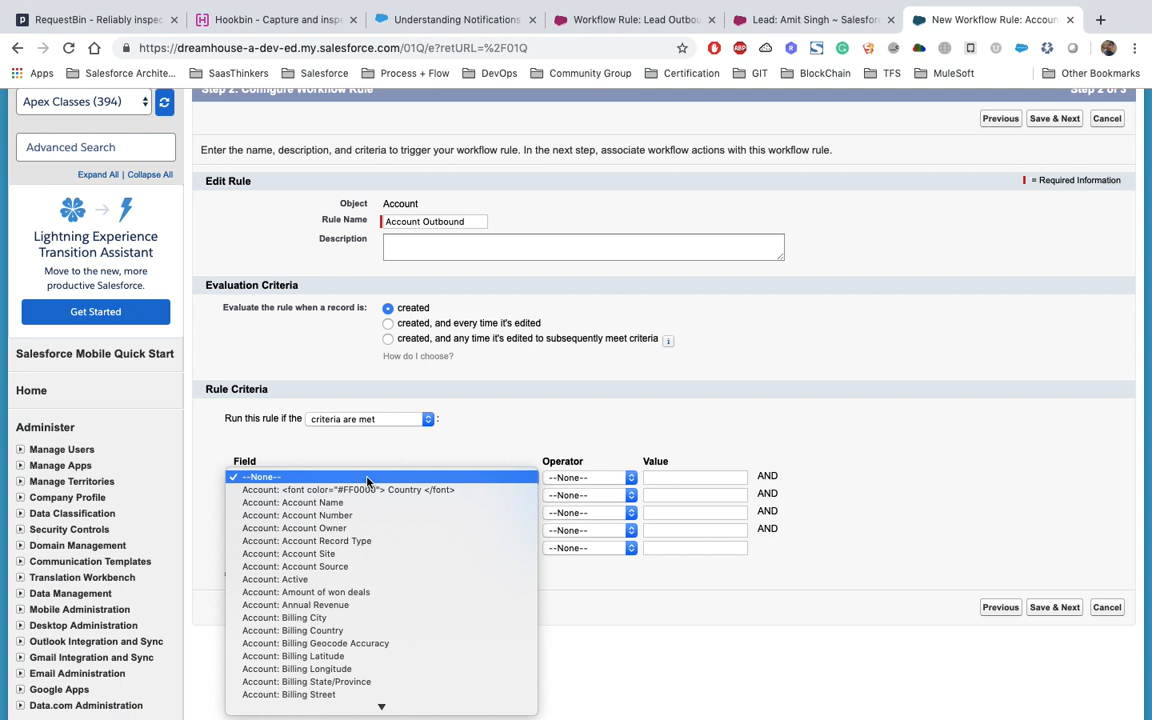 RequestBin - Reliably inspec × Hookbin - Capture and inspe × Understanding Notifications × Workflow Rule: Lead Outbou × Lead: Amit Singh ~ Salesfor × New Workflow Rule: Accoun × +
https://dreamhouse-a-dev-ed.my.salesforce.com/01Q/e?retURL=%2F01Q
Apps Salesforce Archite... SaasThinkers Salesforce Process + Flow DevOps Community Group Certification GIT BlockChain TFS MuleSoft Other Bookmarks
Apex Classes (394)
Advanced Search
Expand All | Collapse All
Lightning Experience
Transition Assistant
Move to the new, more
productive Salesforce.
Get Started
Salesforce Mobile Quick Start
Home
Administer
Manage Users
Manage Apps
Manage Territories
Company Profile
Data Classification
Security Controls
Domain Management
Communication Templates
Translation Workbench
Data Management
Mobile Administration
Desktop Administration
Outlook Integration and Sync
Gmail Integration and Sync
Email Administration
Google Apps
Data.com Administration
Step 2: Configure Workflow Rule Step 2 of 3
Previous Save & Next Cancel
Enter the name, description, and criteria to trigger your workflow rule. In the next step, associate workflow actions with this workflow rule.
Edit Rule = Required Information
Object Account
Rule Name Account Outbound
Description
Evaluation Criteria
Evaluate the rule when a record is: created
created, and every time it's edited
created, and any time it's edited to subsequently meet criteria i
How do I choose?
Rule Criteria
Run this rule if the criteria are met :
Field Operator Value
--None-- --None-- AND
Account: <font color="#FF0000"> Country </font>
--None-- AND
Account: Account Name
Account: Account Number
--None-- AND
Account: Account Owner
--None-- AND
Account: Account Record Type
--None--
Account: Account Site
Account: Account Source
Account: Active
Account: Amount of won deals
Account: Annual Revenue
Previous Save & Next Cancel
Account: Billing City
Account: Billing Country
Account: Billing Geocode Accuracy
Account: Billing Latitude
Account: Billing Longitude
Account: Billing State/Province
Account: Billing Street